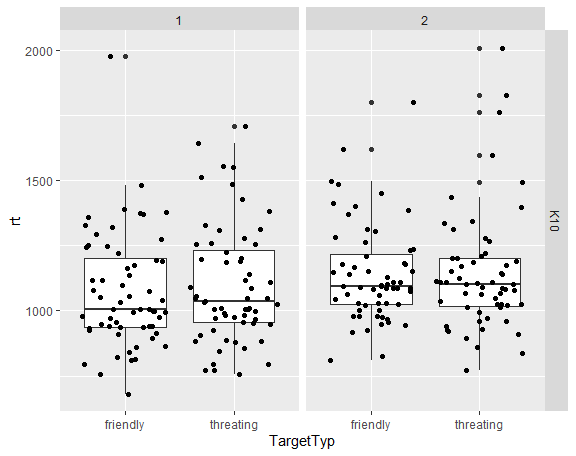 1
2
2000
1500
1000
rt
K10
friendly
threating
friendly
threating
TargetTyp